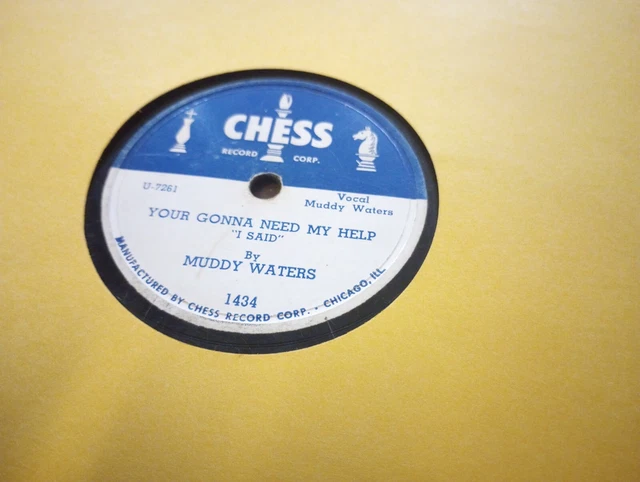 CHESS
RECORD CORP.
U-7261
Vocal
Muddy Waters
YOUR GONNA NEED MY HELP
"I SAID"
By
MUDDY WATERS
1434
MANUFACTURED BY CHESS RECORD CORP. • CHICAGO, ILL.